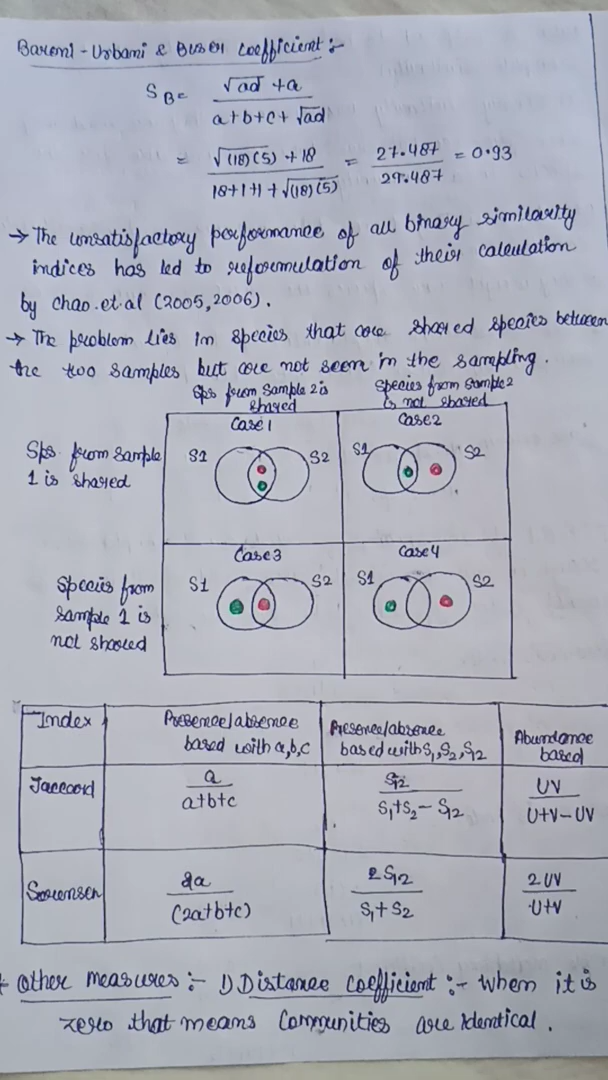 Baroni-Urbani & Buser Coefficient :-
S B= √ad + a / a+b+c+√ad
= √(18)(5) + 18 / 18+1+1+√(18)(5) = 27.487 / 29.487 = 0.93
→ The unsatisfactory performance of all binary similarity
indices has led to reformulation of their calculation
by chao.et.al (2005,2006).
→ The problem lies in species that are shared species between
the two samples but are not seen in the sampling.
Sps from sample 2 is shared
Species from sample 2 is not shared
Case 1
Case 2
Sps from sample 1 is shared
S1 S2
S1 S2
Case 3
Case 4
Species from sample 1 is not shared
S1 S2
S1 S2
Index | Presence/absence based with a,b,c | Presence/absence based with S₁,S₂,S₁₂ | Abundance based
Jaccord | a / a+b+c | S₁₂ / S₁+S₂-S₁₂ | UV / U+V-UV
Sorensen | 2a / (2a+b+c) | 2S₁₂ / S₁+S₂ | 2UV / U+V
Other measures :- 1) Distance coefficient :- When it is
zero that means Communities are identical.